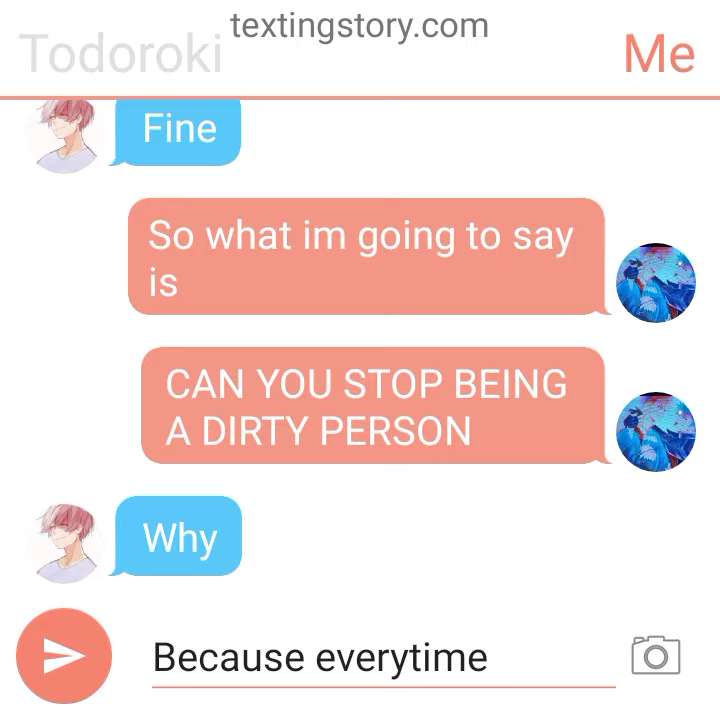 textingstory.com
Todoroki
Me
Fine
So what im going to say
is
CAN YOU STOP BEING
A DIRTY PERSON
Why
Because everytime